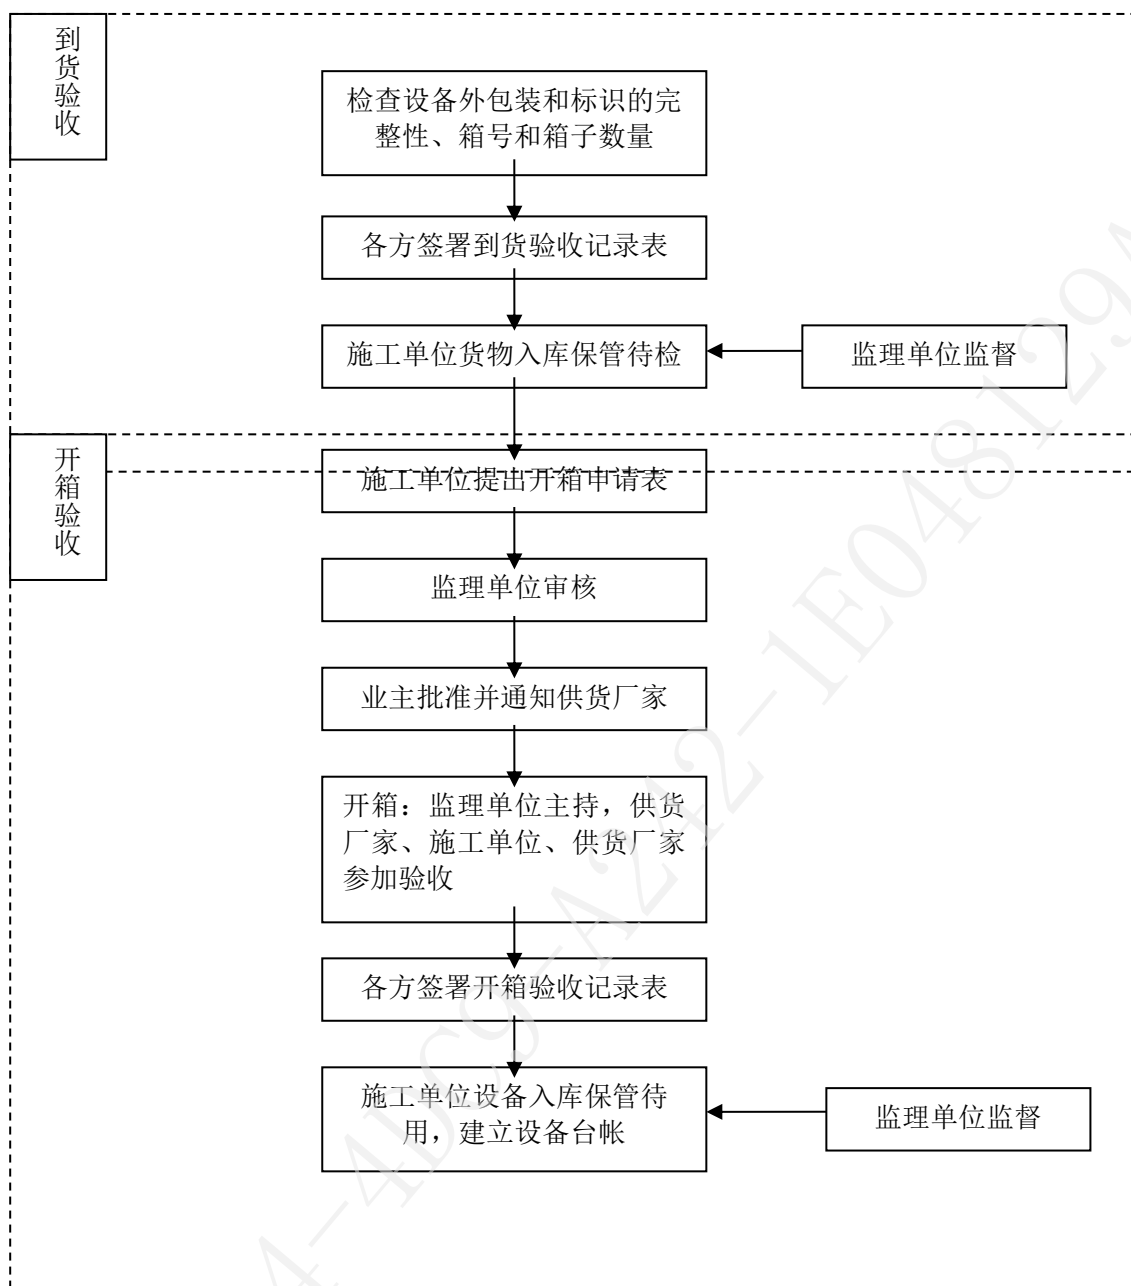 到货验收
检查设备外包装和标识的完
整性、箱号和箱子数量
各方签署到货验收记录表
施工单位货物入库保管待检
监理单位监督
开箱验收
施工单位提出开箱申请表
监理单位审核
业主批准并通知供货厂家
开箱：监理单位主持，供货
厂家、施工单位、供货厂家
参加验收
各方签署开箱验收记录表
施工单位设备入库保管待
用，建立设备台帐
监理单位监督
4-4DC9-A242-1E048129